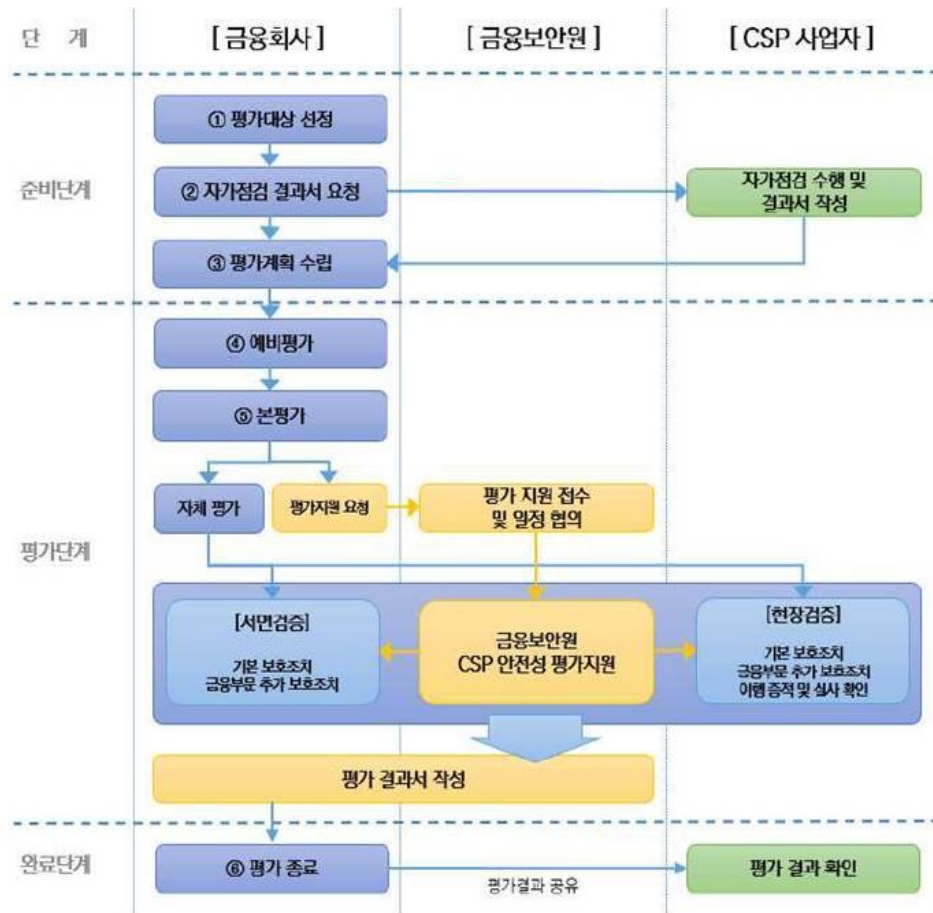 단 계
[ 금융회사 ]
[ 금융보안원 ]
[ CSP 사업자 ]
준비단계
① 평가대상 선정
② 자가점검 결과서 요청
자가점검 수행 및
결과서 작성
③ 평가계획 수립
평가단계
④ 예비평가
⑤ 본평가
자체 평가
평가지원 요청
평가 지원 접수
및 일정 협의
[서면검증]
기본 보호조치
금융부문 추가 보호조치
금융보안원
CSP 안전성 평가지원
[현장검증]
기본 보호조치
금융부문 추가 보호조치
이행 증적 및 실사 확인
평가 결과서 작성
완료단계
⑥ 평가 종료
평가결과 공유
평가 결과 확인